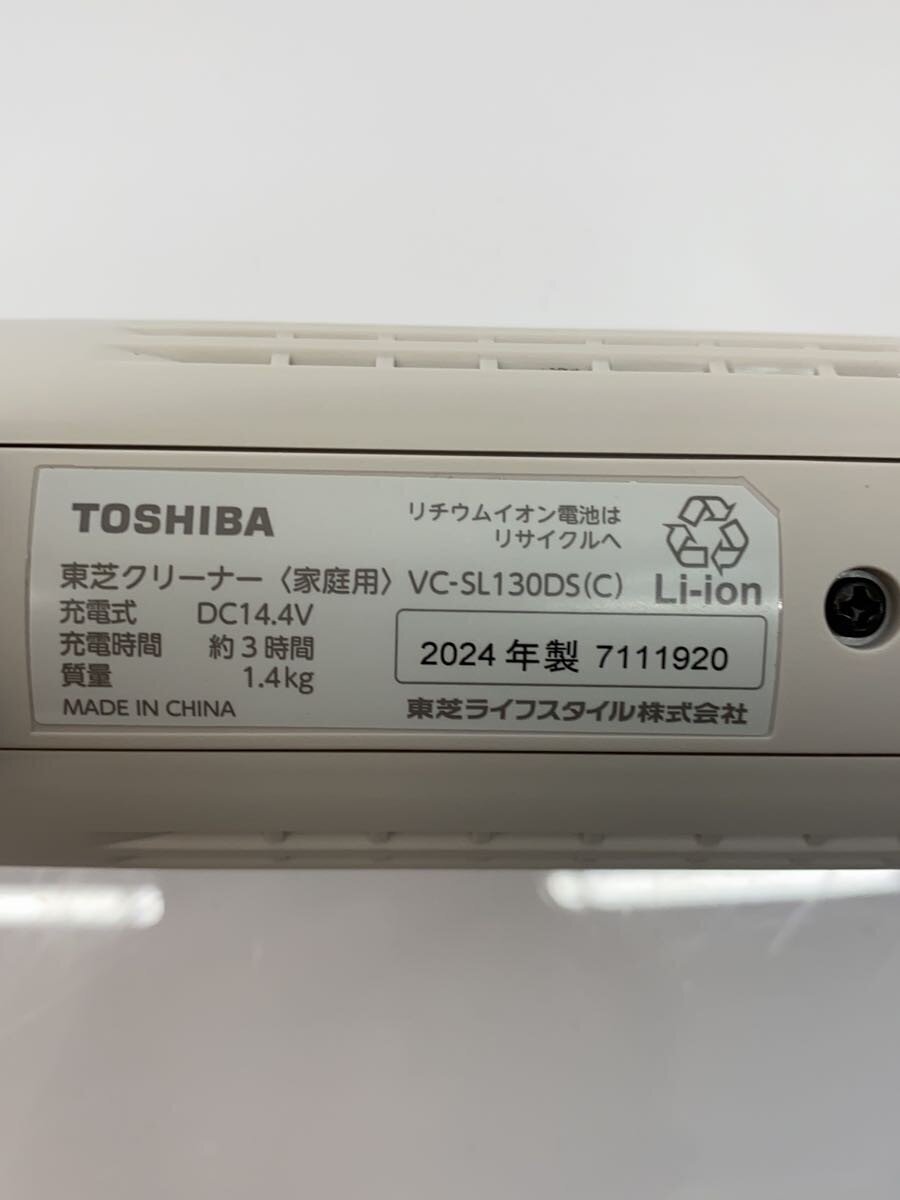 TOSHIBA
リチウムイオン電池は
リサイクルへ
Li-ion
東芝クリーナー〈家庭用〉VC-SL130DS(C)
充電式 DC14.4V
充電時間 約3時間
質量 1.4kg
2024年製 7111920
MADE IN CHINA
東芝ライフスタイル株式会社